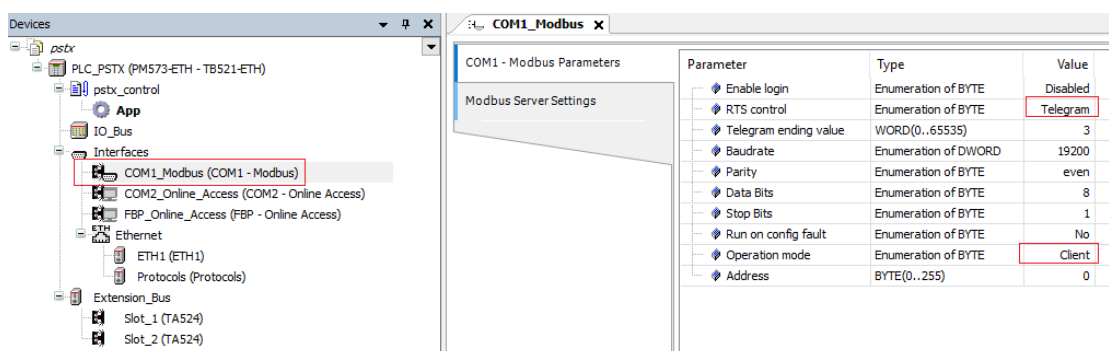 Devices
pstx
PLC_PSTX (PM573-ETH - TB521-ETH)
pstx_control
App
IO_Bus
Interfaces
COM1_Modbus (COM1 - Modbus)
COM2_Online_Access (COM2 - Online Access)
FBP_Online_Access (FBP - Online Access)
Ethernet
ETH1 (ETH1)
Protocols (Protocols)
Extension_Bus
Slot_1 (TA524)
Slot_2 (TA524)
COM1_Modbus
COM1 - Modbus Parameters
Modbus Server Settings
Parameter Type Value
Enable login Enumeration of BYTE Disabled
RTS control Enumeration of BYTE Telegram
Telegram ending value WORD(0..65535) 3
Baudrate Enumeration of DWORD 19200
Parity Enumeration of BYTE even
Data Bits Enumeration of BYTE 8
Stop Bits Enumeration of BYTE 1
Run on config fault Enumeration of BYTE No
Operation mode Enumeration of BYTE Client
Address BYTE(0..255) 0